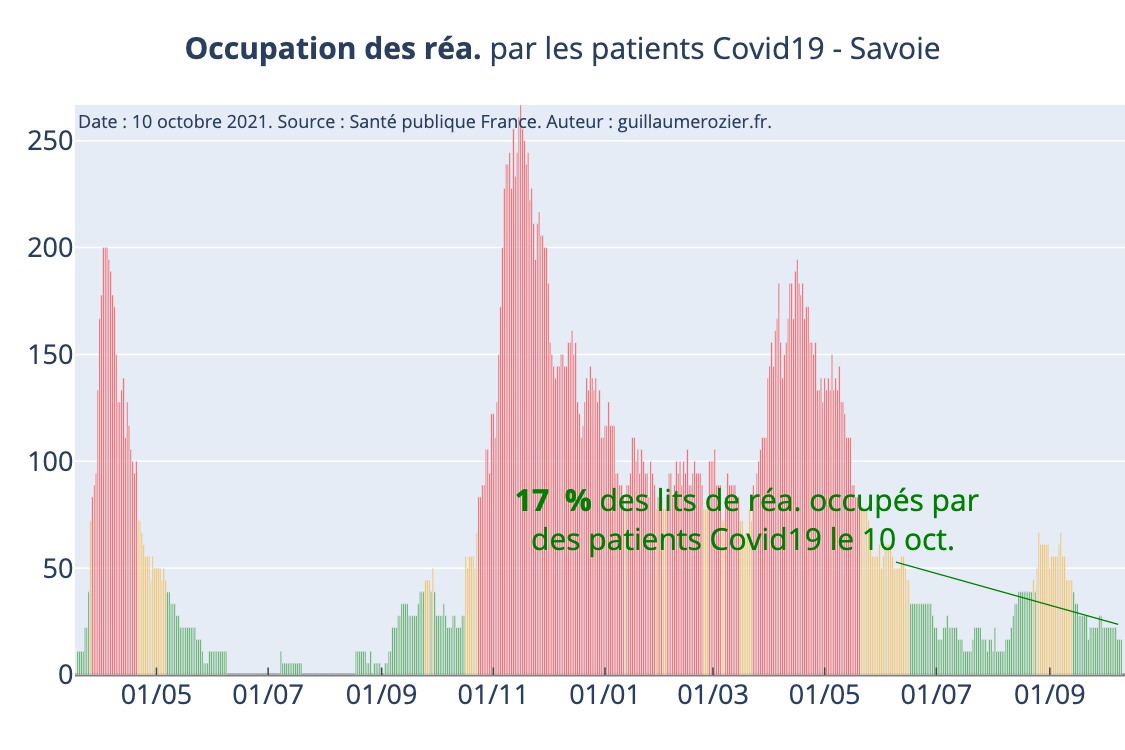 Occupation des réa. par les patients Covid19 - Savoie
Date : 10 octobre 2021. Source : Santé publique France. Auteur : guillaumerozier.fr.
250
200
150
100
17 % des lits de réa. occupés par
des patients Covid19 le 10 oct.
50
0
01/05 01/07 01/09 01/11 01/01 01/03 01/05 01/07 01/09